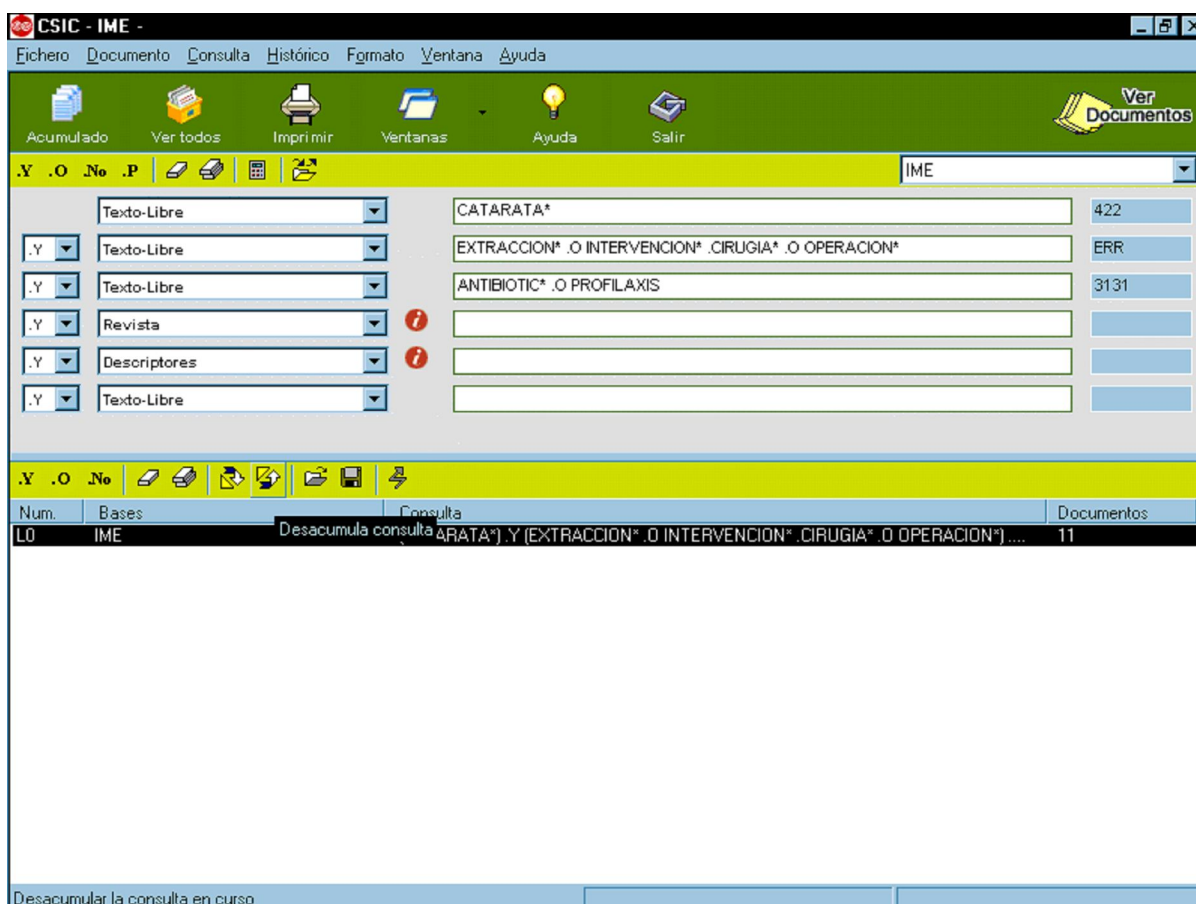 CSIC - IME -
Fichero Documento Consulta Histórico Formato Ventana Ayuda
Acumulado Ver todos Imprimir Ventanas Ayuda Salir Ver Documentos
.Y .O .No .P IME
Texto-Libre CATARATA* 422
.Y Texto-Libre EXTRACCION* .O INTERVENCION* .CIRUGIA* .O OPERACION* ERR
.Y Texto-Libre ANTIBIOTIC* .O PROFILAXIS 3131
.Y Revista i
.Y Descriptores i
.Y Texto-Libre
.Y .O .No
Num. Bases Consulta Documentos
Desacumula consulta
L0 IME ARATA*) .Y (EXTRACCION* .O INTERVENCION* .CIRUGIA* .O OPERACION*) .... 11
Desacumular la consulta en curso